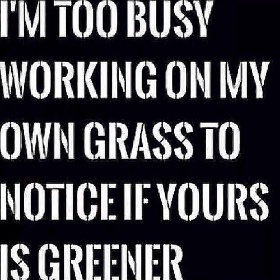 I'M TOO BUSY
WORKING ON MY
OWN GRASS TO
NOTICE IF YOURS
IS GREENER